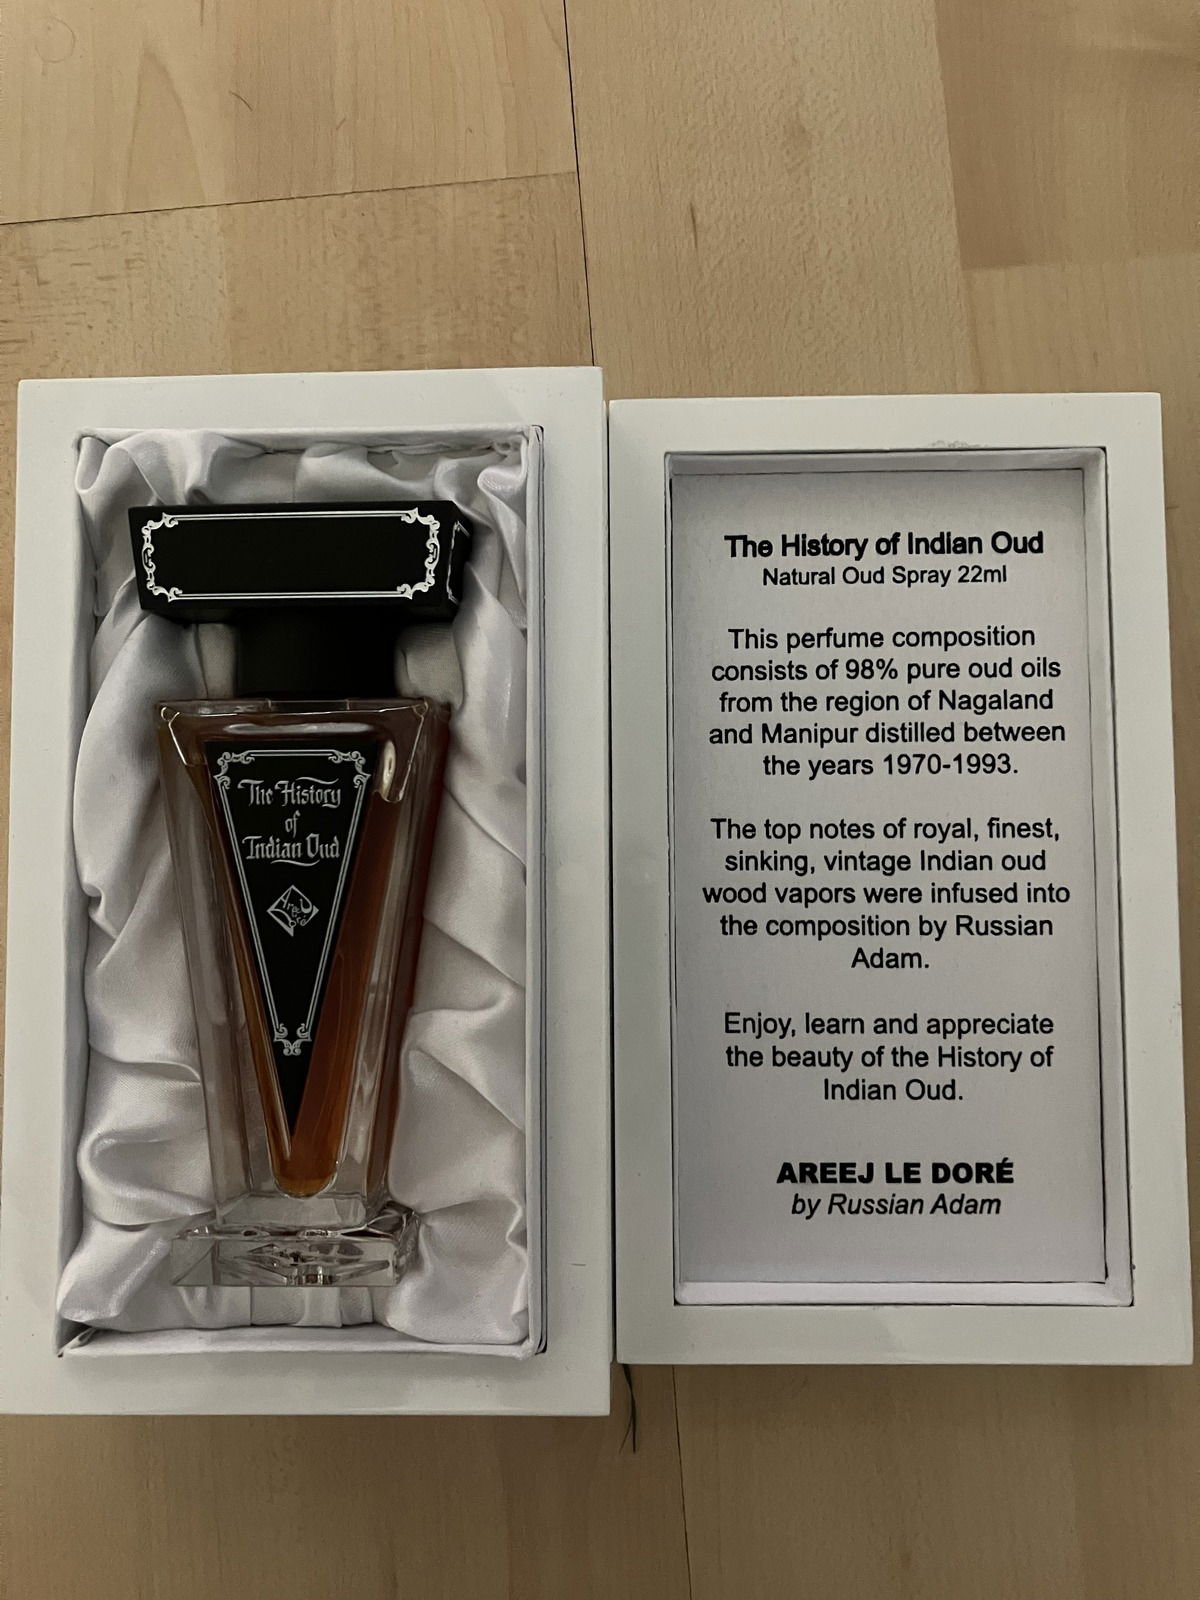 The History
of
Indian Oud
Areej
Le
Doré
The History of Indian Oud
Natural Oud Spray 22ml
This perfume composition
consists of 98% pure oud oils
from the region of Nagaland
and Manipur distilled between
the years 1970-1993.
The top notes of royal, finest,
sinking, vintage Indian oud
wood vapors were infused into
the composition by Russian
Adam.
Enjoy, learn and appreciate
the beauty of the History of
Indian Oud.
AREEJ LE DORÉ
by Russian Adam